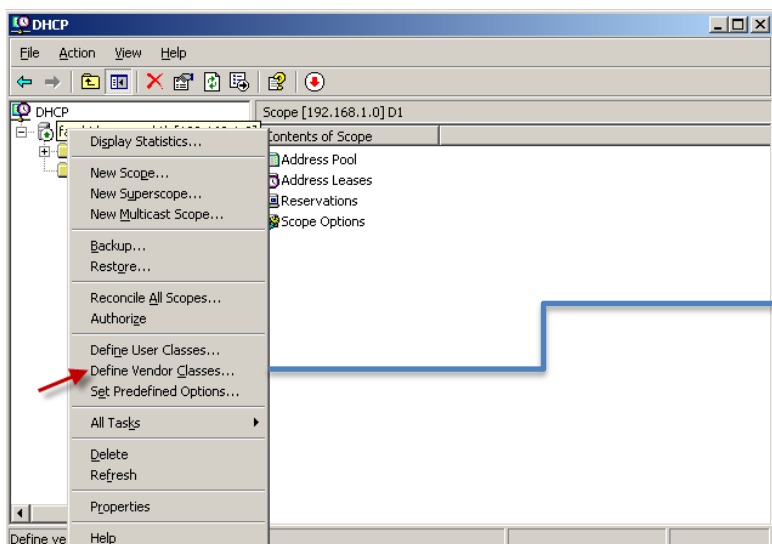 DHCP
File Action View Help
DHCP
Scope [192.168.1.0] D1
Contents of Scope
Address Pool
Address Leases
Reservations
Scope Options
Display Statistics...
New Scope...
New Superscope...
New Multicast Scope...
Backup...
Restore...
Reconcile All Scopes...
Authorize
Define User Classes...
Define Vendor Classes...
Set Predefined Options...
All Tasks
Delete
Refresh
Properties
Help
Define ve